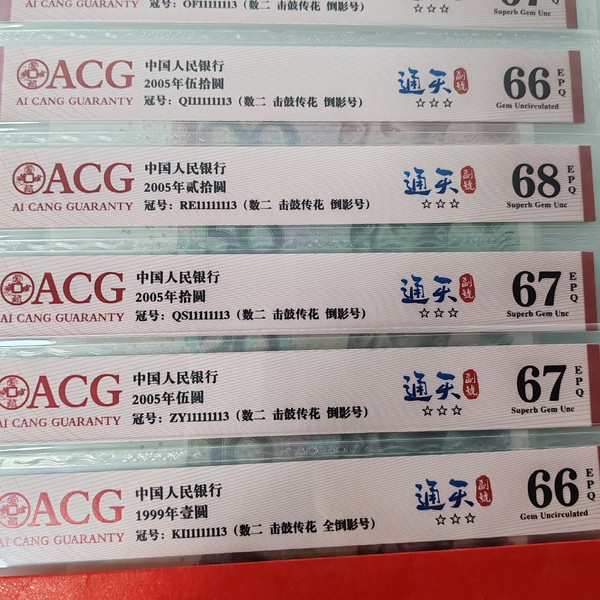 冠号：OF11111113（数二 击鼓传花 倒影号）
☆☆☆
67
Superb Gem Unc
ACG
AI CANG GUARANTY
中国人民银行
2005年伍拾圆
冠号：QI11111113（数二 击鼓传花 倒影号）
通天 副号
☆☆☆
66 EPQ
Gem Uncirculated
ACG
AI CANG GUARANTY
中国人民银行
2005年贰拾圆
冠号：RE11111113（数二 击鼓传花 倒影号）
通天 副号
☆☆☆
68 EPQ
Superb Gem Unc
ACG
AI CANG GUARANTY
中国人民银行
2005年拾圆
冠号：QS11111113（数二 击鼓传花 倒影号）
通天 副号
☆☆☆
67 EPQ
Superb Gem Unc
ACG
AI CANG GUARANTY
中国人民银行
2005年伍圆
冠号：ZY11111113（数二 击鼓传花 倒影号）
通天 副号
☆☆☆
67 EPQ
Superb Gem Unc
ACG
AI CANG GUARANTY
中国人民银行
1999年壹圆
冠号：KI11111113（数二 击鼓传花 全倒影号）
通天 副号
☆☆☆
66 EPQ
Gem Uncirculated